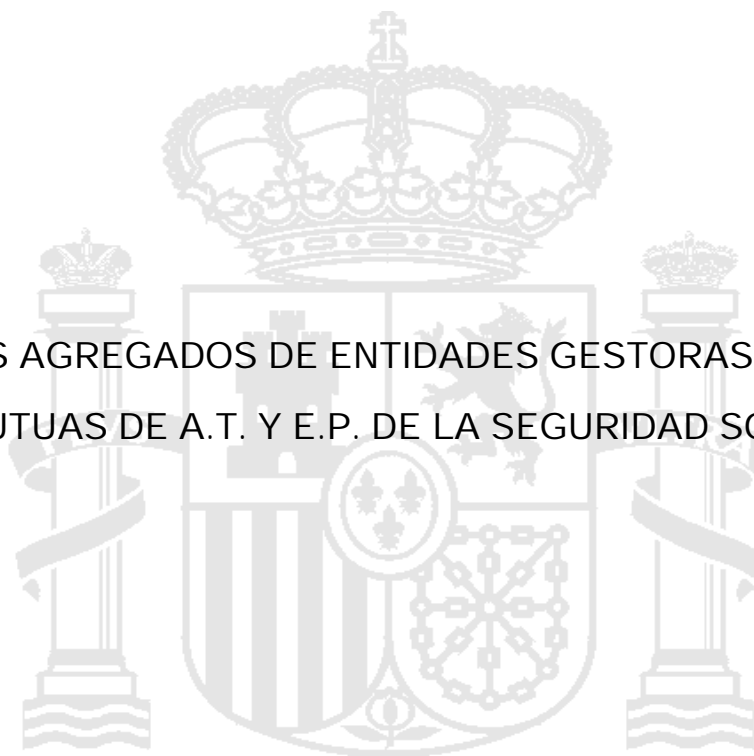 S AGREGADOS DE ENTIDADES GESTORAS
UTUAS DE A.T. Y E.P. DE LA SEGURIDAD SO